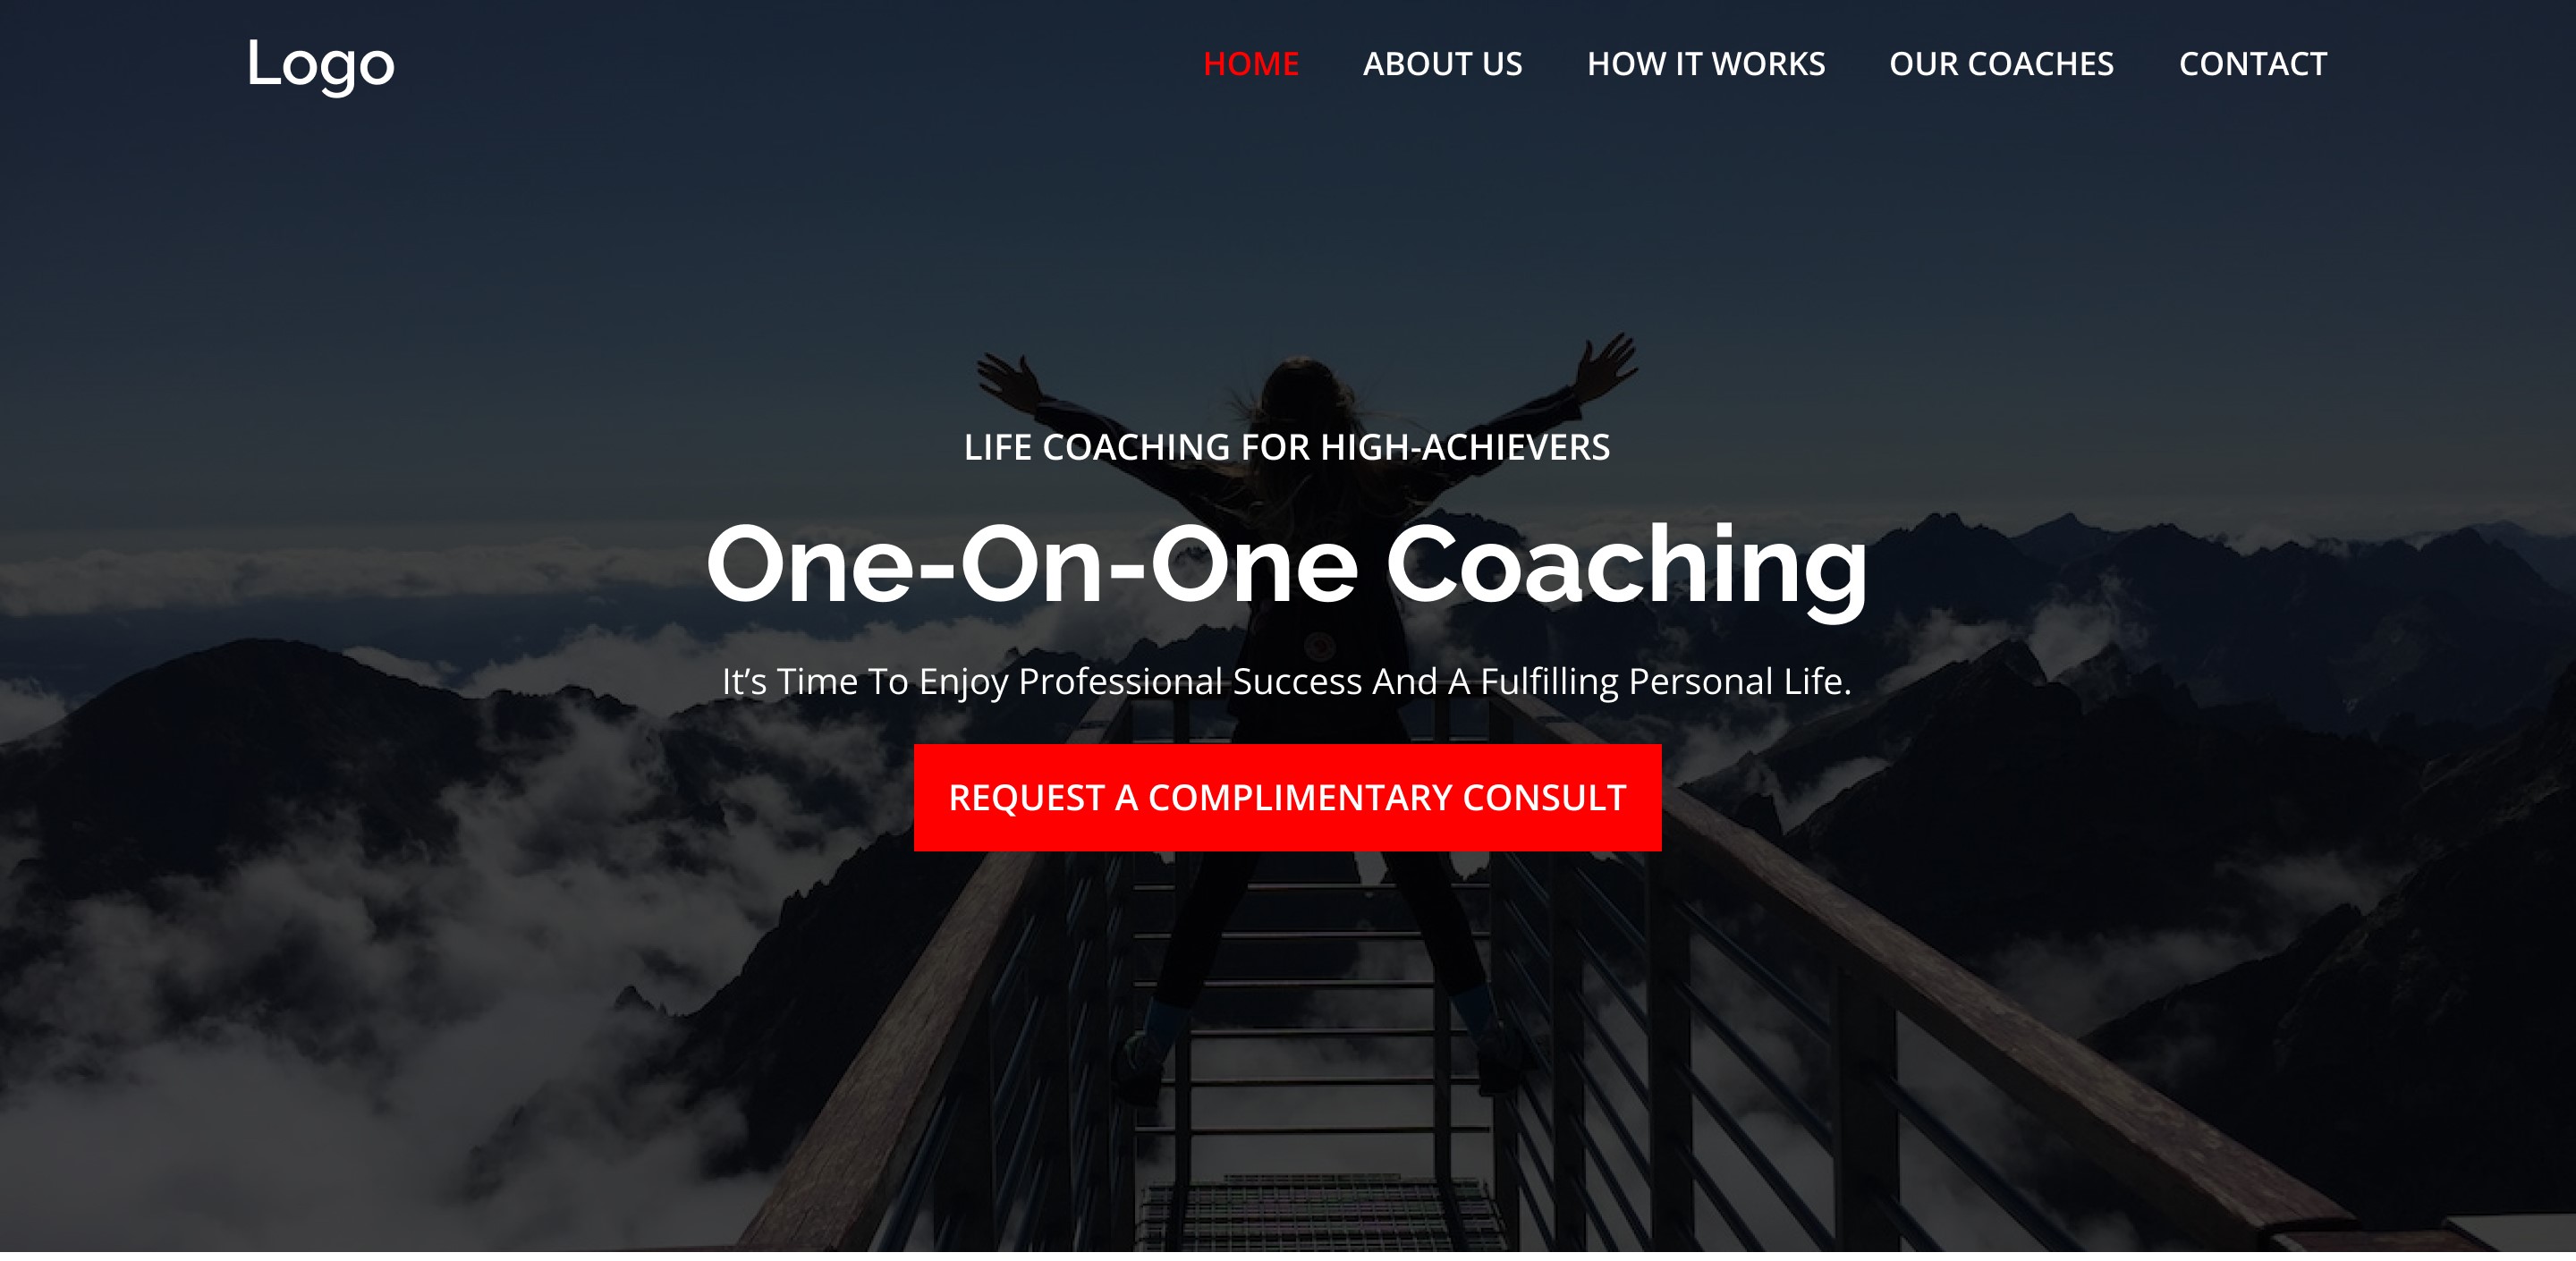 Logo
HOME ABOUT US HOW IT WORKS OUR COACHES CONTACT
LIFE COACHING FOR HIGH-ACHIEVERS
One-On-One Coaching
It’s Time To Enjoy Professional Success And A Fulfilling Personal Life.
REQUEST A COMPLIMENTARY CONSULT